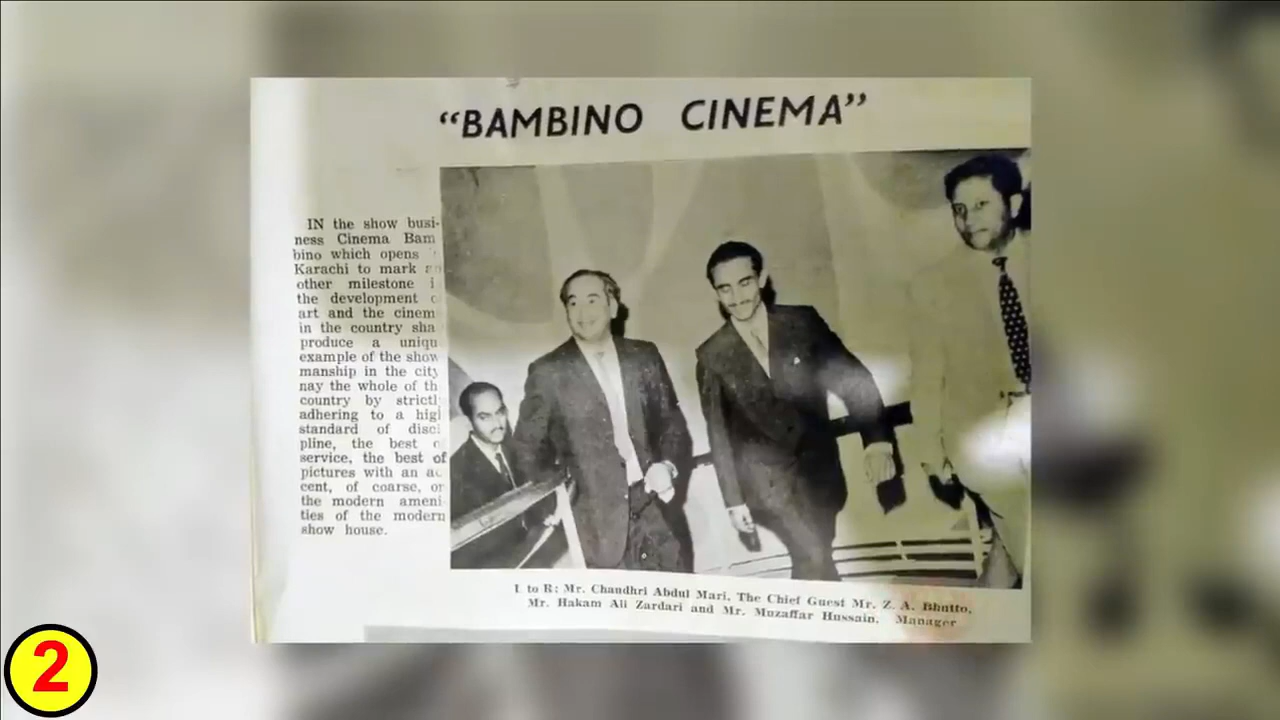 “BAMBINO CINEMA”
IN the show busi-
ness Cinema Bam
bino which opens
Karachi to mark
other milestone
the development
art and the cinem
in the country sha
produce a uniqu
example of the show
manship in the city
nay the whole of th
country by strictl
adhering to a hig
standard of disci
pline, the best
service, the best of
pictures with an ac
cent, of coarse, or
the modern ameni-
ties of the modern
show house.
L to R: Mr. Chaudhri Abdul Mari, The Chief Guest Mr. Z. A. Bhutto,
Mr. Hakam Ali Zardari and Mr. Muzaffar Hussain, Manager
2